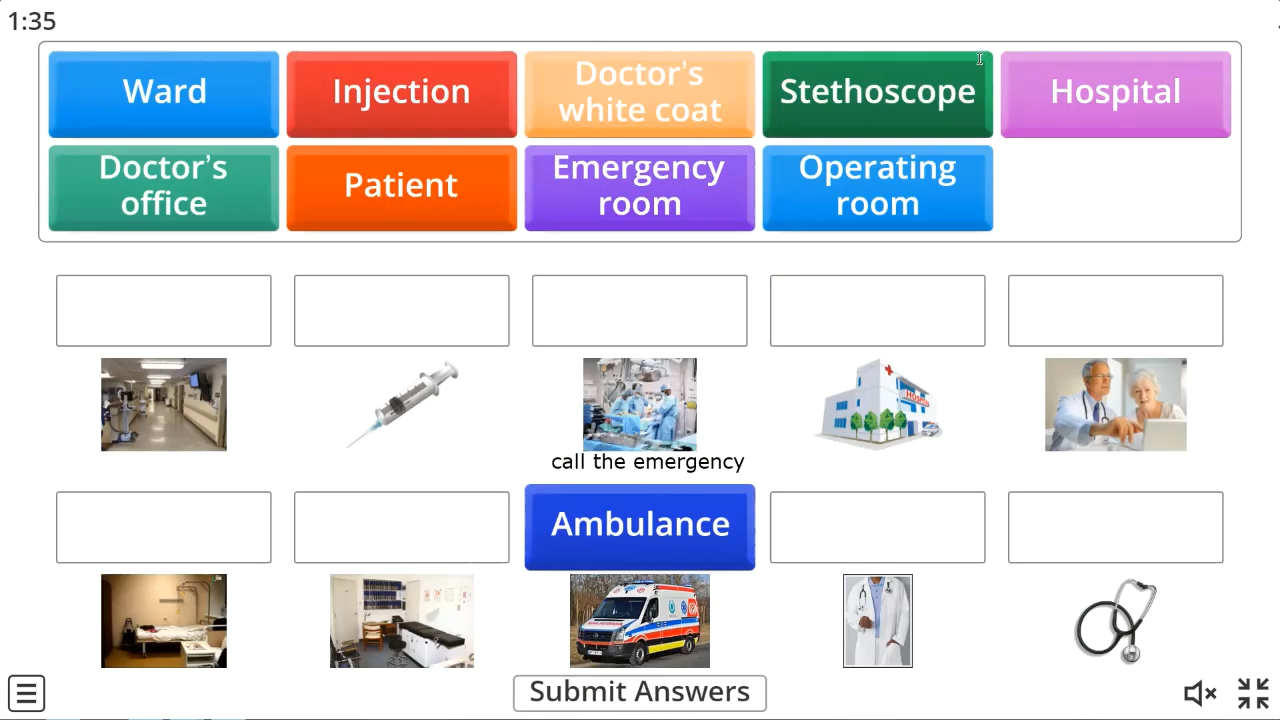 1:35
Ward
Injection
Doctor's
white coat
Stethoscope
Hospital
Doctor's
office
Patient
Emergency
room
Operating
room
HOSPITAL
call the emergency
Ambulance
Submit Answers